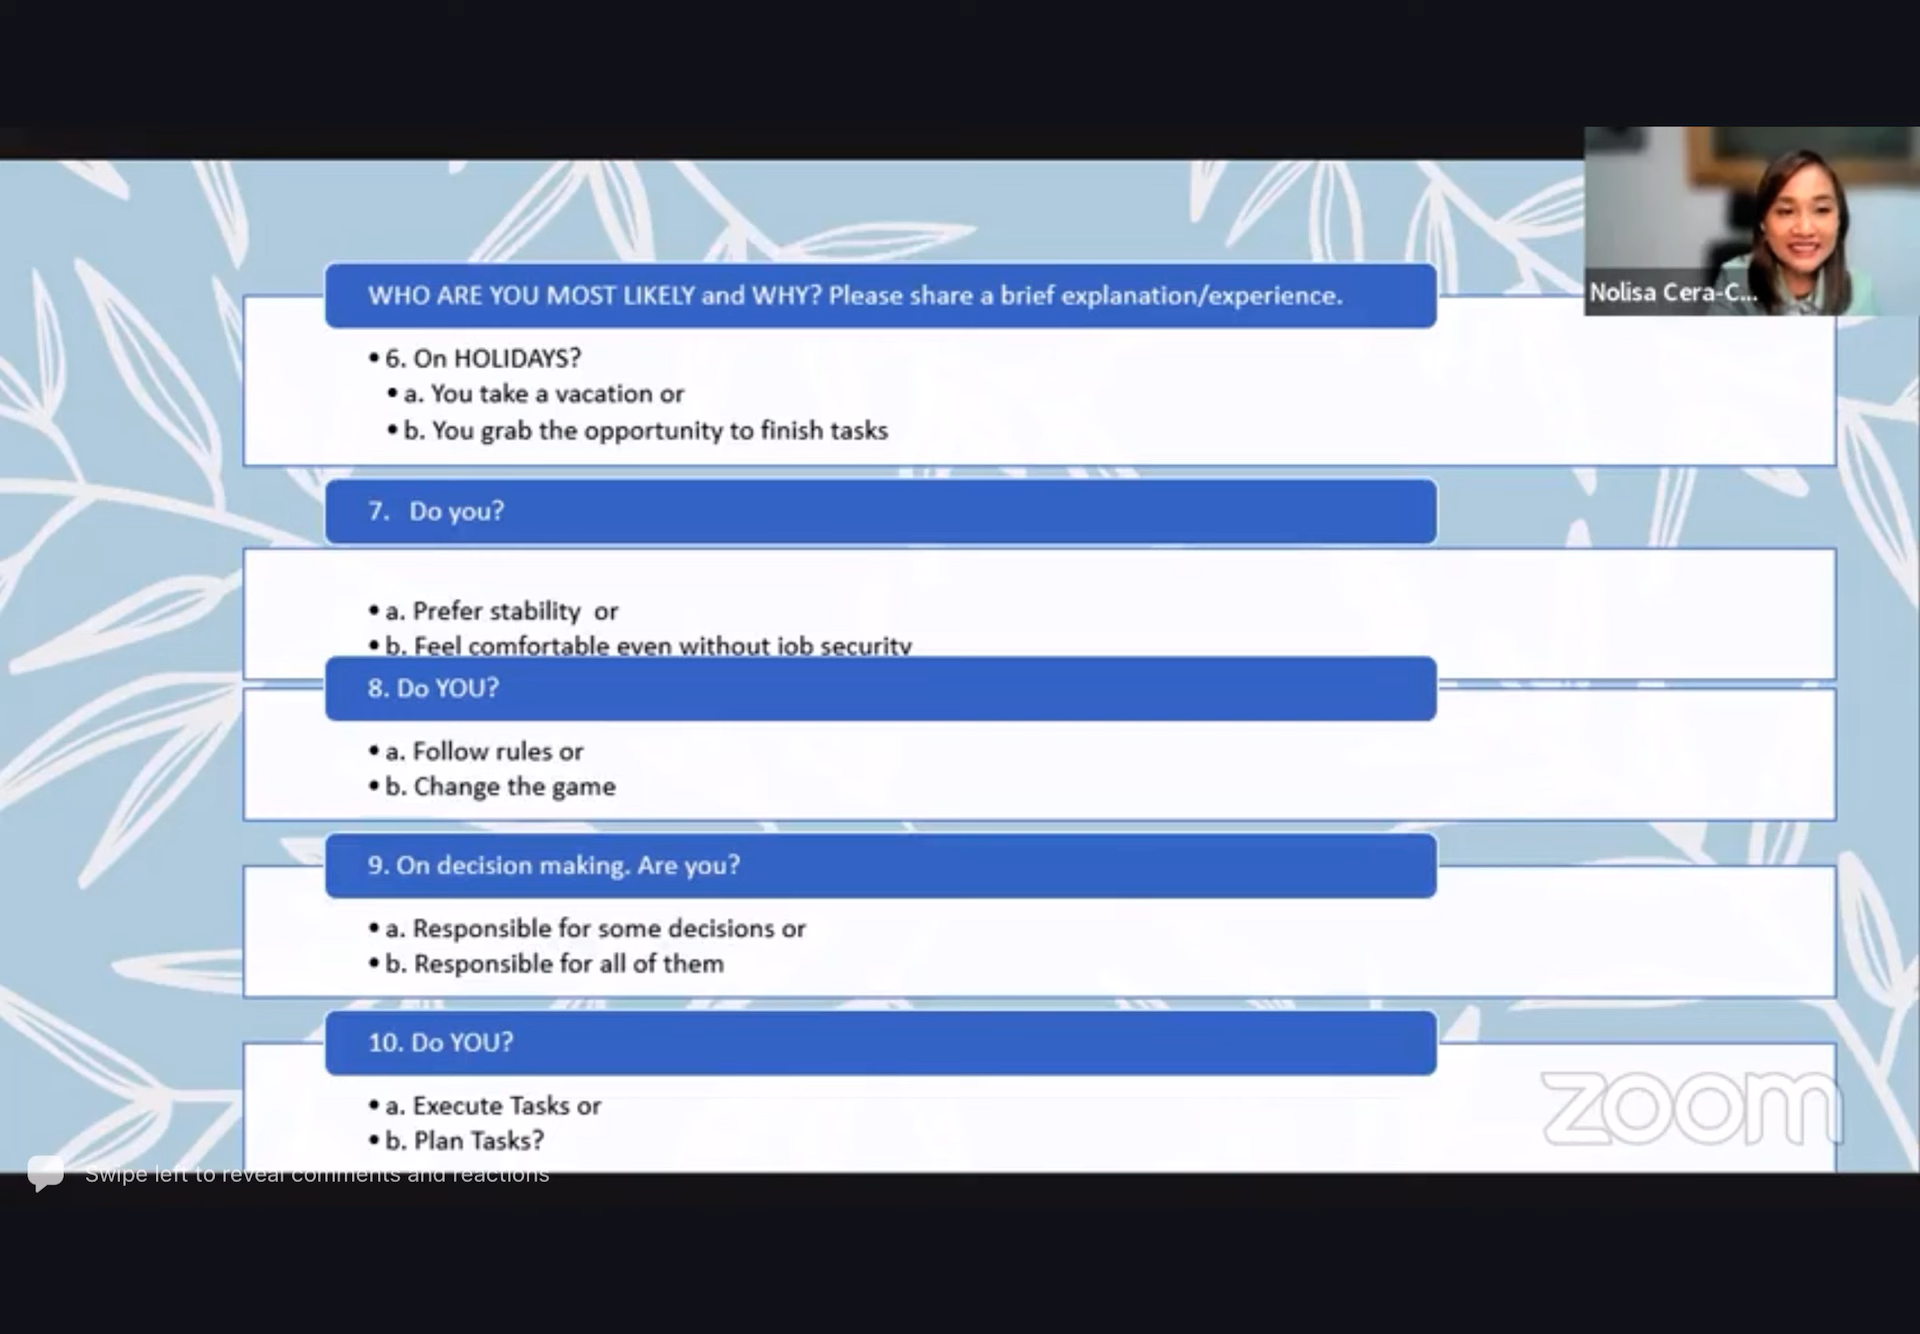 WHO ARE YOU MOST LIKELY and WHY? Please share a brief explanation/experience.
Nolisa Cera-C...
• 6. On HOLIDAYS?
• a. You take a vacation or
• b. You grab the opportunity to finish tasks
7. Do you?
• a. Prefer stability or
• b. Feel comfortable even without job security
8. Do YOU?
• a. Follow rules or
• b. Change the game
9. On decision making. Are you?
• a. Responsible for some decisions or
• b. Responsible for all of them
10. Do YOU?
• a. Execute Tasks or
• b. Plan Tasks?
zoom
Swipe left to reveal comments and reactions